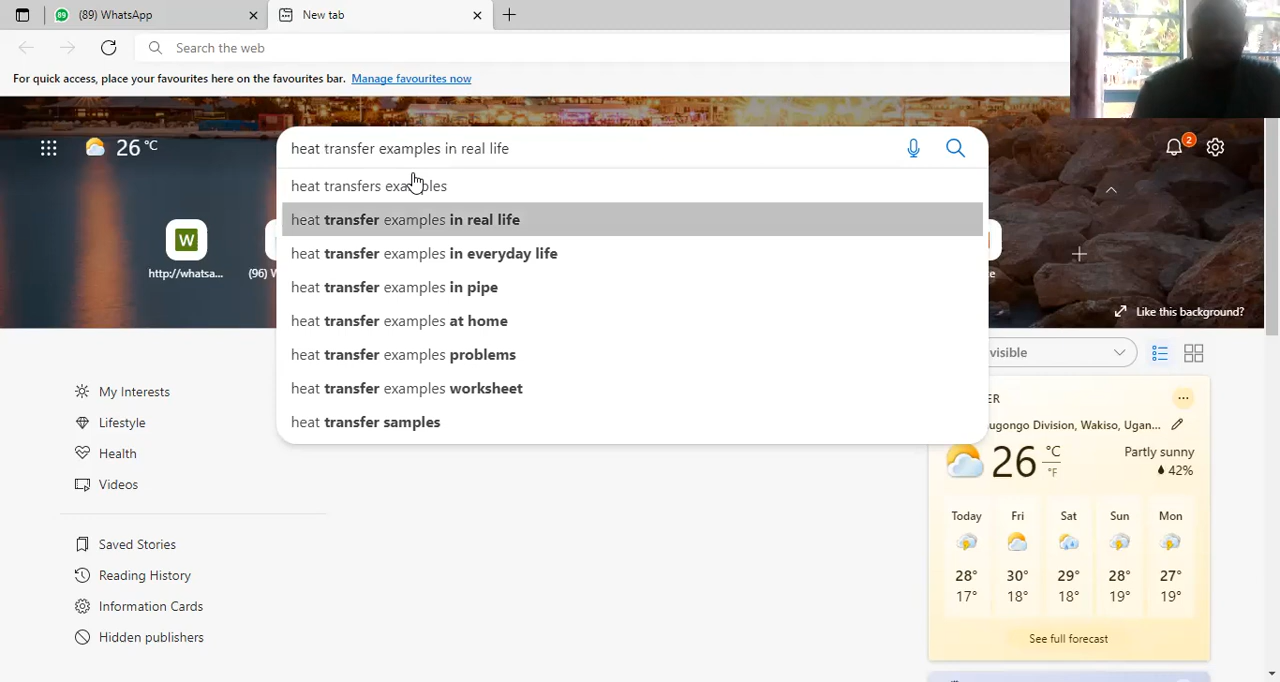 89 (89) WhatsApp
New tab
Search the web
For quick access, place your favourites here on the favourites bar. Manage favourites now
26 °C
heat transfer examples in real life
2
heat transfers examples
heat transfer examples in real life
heat transfer examples in everyday life
heat transfer examples in pipe
heat transfer examples at home
heat transfer examples problems
heat transfer examples worksheet
heat transfer samples
W
http://whatsa...
(96) W
ce
Like this background?
visible
My Interests
Lifestyle
Health
Videos
Saved Stories
Reading History
Information Cards
Hidden publishers
ER
ugongo Division, Wakiso, Ugan...
26 °C
°F
Partly sunny
42%
Today Fri Sat Sun Mon
28° 30° 29° 28° 27°
17° 18° 18° 19° 19°
See full forecast